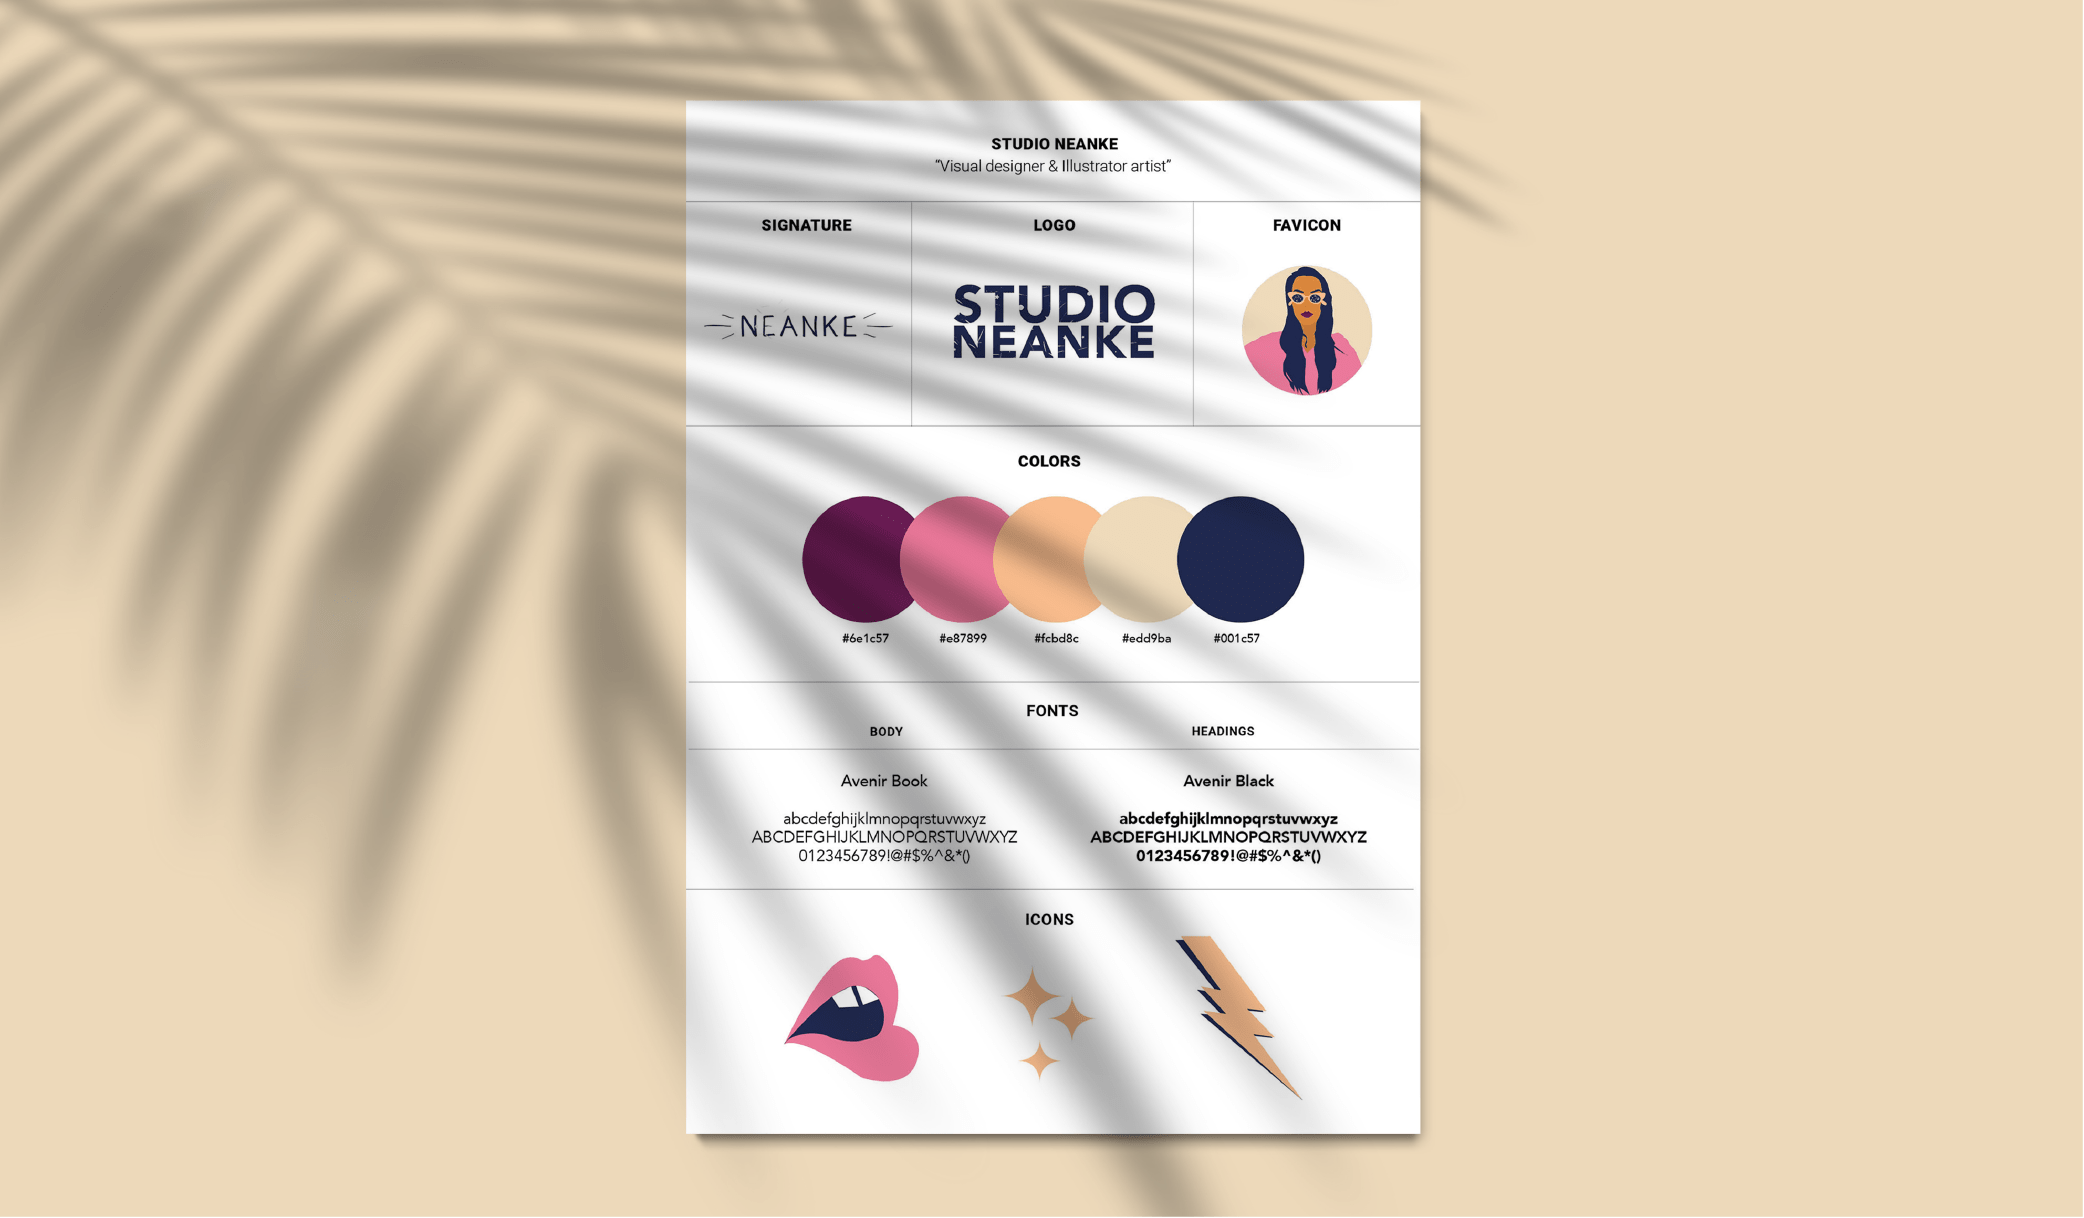 STUDIO NEANKE
“Visual designer & Illustrator artist”
SIGNATURE
LOGO
FAVICON
NEANKE
STUDIO
NEANKE
COLORS
#6e1c57
#e87899
#fcbd8c
#edd9ba
#001c57
FONTS
BODY
HEADINGS
Avenir Book
Avenir Black
abcdefghijklmnopqrstuvwxyz
ABCDEFGHIJKLMNOPQRSTUVWXYZ
0123456789!@#$%^&*()
abcdefghijklmnopqrstuvwxyz
ABCDEFGHIJKLMNOPQRSTUVWXYZ
0123456789!@#$%^&*()
ICONS